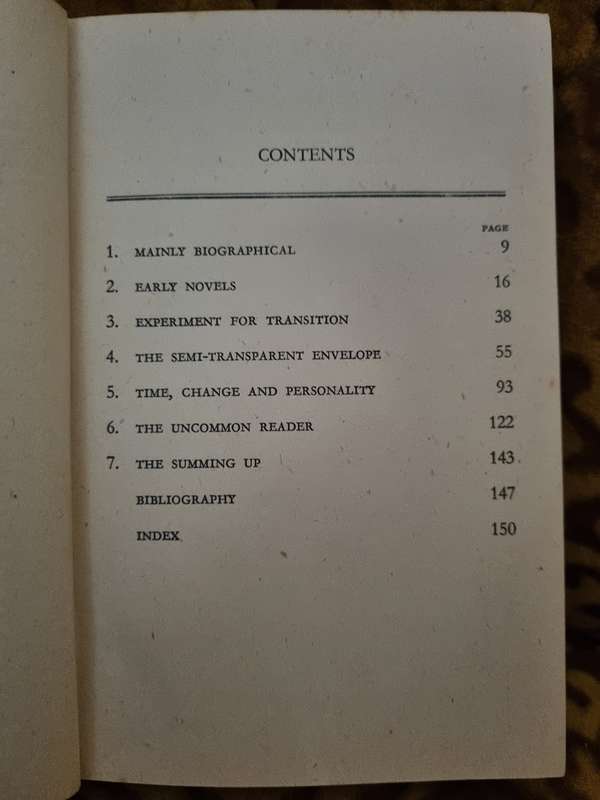 CONTENTS
PAGE
1. MAINLY BIOGRAPHICAL 9
2. EARLY NOVELS 16
3. EXPERIMENT FOR TRANSITION 38
4. THE SEMI-TRANSPARENT ENVELOPE 55
5. TIME, CHANGE AND PERSONALITY 93
6. THE UNCOMMON READER 122
7. THE SUMMING UP 143
BIBLIOGRAPHY 147
INDEX 150